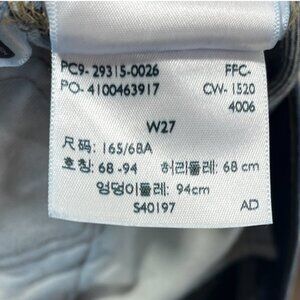 PC9- 29315-0026 FFC-
PO- 4100463917 CW- 1520
4006
W27
尺码: 165/68A
호칭: 68 -94 허리둘레: 68 cm
엉덩이둘레: 94cm
S40197 AD